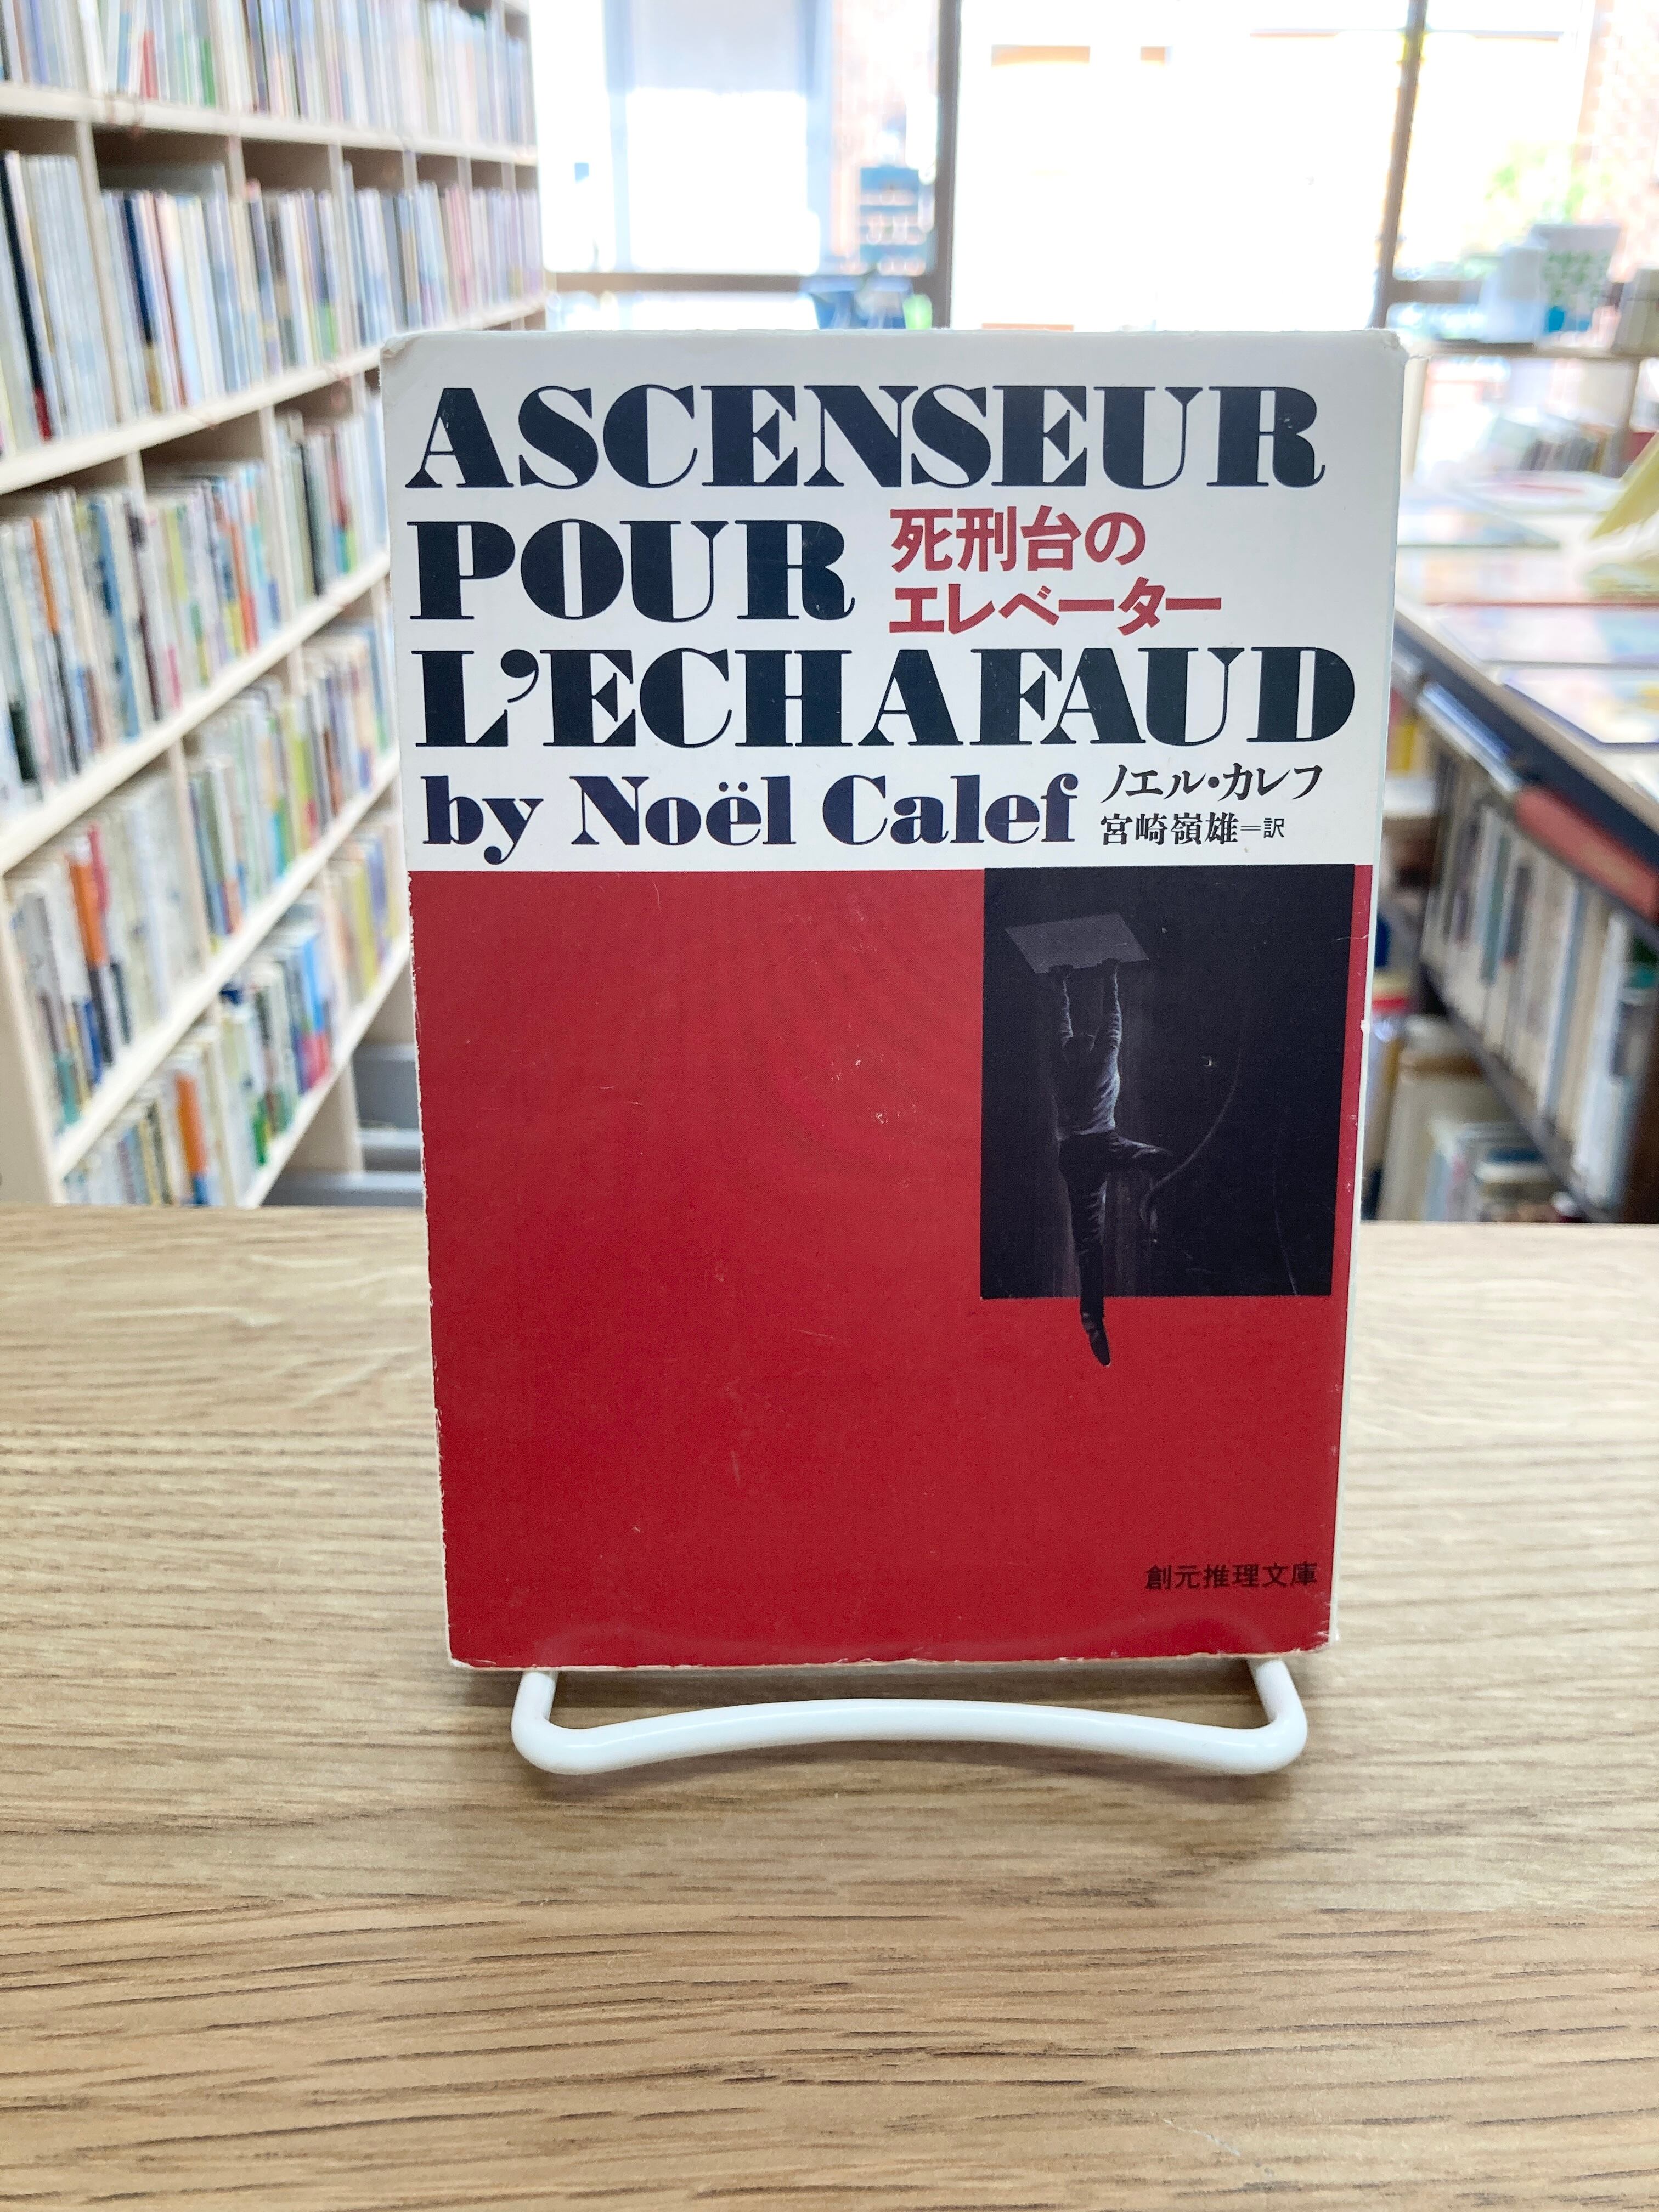 ASCENSEUR
POUR
死刑台の
エレベーター
L'ECHAFAUD
by Noël Calef
ノエル・カレフ
宮崎嶺雄=訳
創元推理文庫